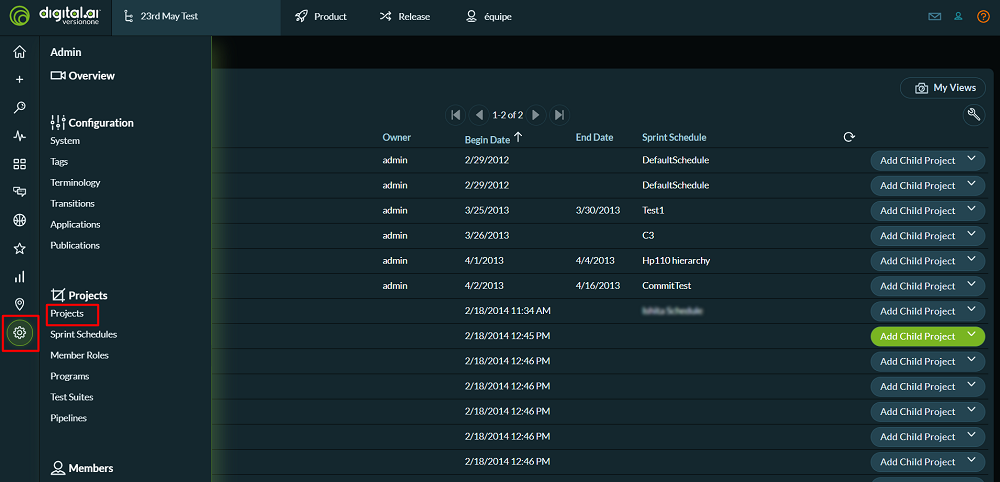 digital.ai
versionone
23rd May Test
Product
Release
équipe
Admin
Overview
Configuration
System
Tags
Terminology
Transitions
Applications
Publications
Projects
Projects
Sprint Schedules
Member Roles
Programs
Test Suites
Pipelines
Members
My Views
1-2 of 2
Owner Begin Date End Date Sprint Schedule
admin 2/29/2012 DefaultSchedule Add Child Project
admin 2/29/2012 DefaultSchedule Add Child Project
admin 3/25/2013 3/30/2013 Test1 Add Child Project
admin 3/26/2013 C3 Add Child Project
admin 4/1/2013 4/4/2013 Hp110 hierarchy Add Child Project
admin 4/2/2013 4/16/2013 CommitTest Add Child Project
2/18/2014 11:34 AM Add Child Project
2/18/2014 12:45 PM Add Child Project
2/18/2014 12:46 PM Add Child Project
2/18/2014 12:46 PM Add Child Project
2/18/2014 12:46 PM Add Child Project
2/18/2014 12:46 PM Add Child Project
2/18/2014 12:46 PM Add Child Project